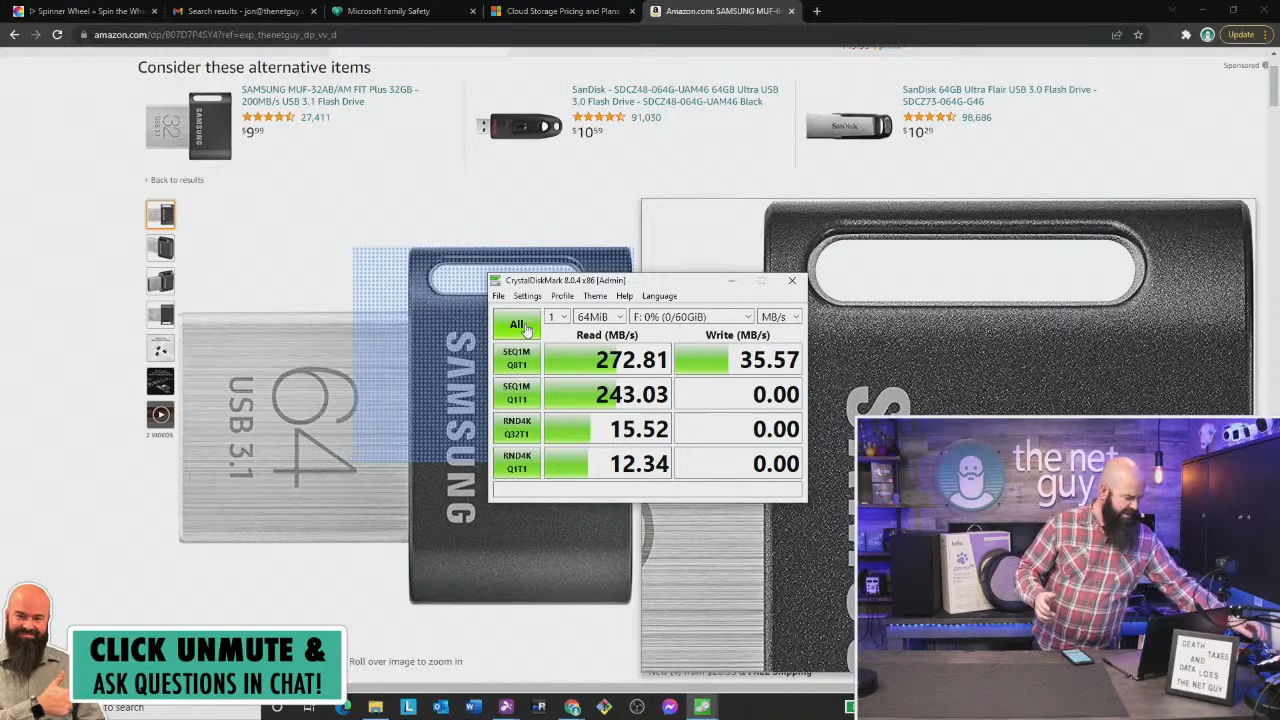 Spinner Wheel » Spin the Wh
Search results - jon@thenetguy.c
Microsoft Family Safety
Cloud Storage Pricing and Plans
Amazon.com: SAMSUNG MUF-6
amazon.com/dp/B07D7P4SY4?ref=exp_thenetguy_dp_vv_d
Update
Consider these alternative items
Sponsored
SAMSUNG MUF-32AB/AM FIT Plus 32GB -
200MB/s USB 3.1 Flash Drive
27,411
$9⁹⁹
SanDisk - SDCZ48-064G-UAM46 64GB Ultra USB
3.0 Flash Drive - SDCZ48-064G-UAM46 Black
91,030
$10⁵⁹
SanDisk 64GB Ultra Flair USB 3.0 Flash Drive -
SDCZ73-064G-G46
98,686
$10²⁹
‹ Back to results
2 VIDEOS
64
USB 3.1
SAMSUNG
CrystalDiskMark 8.0.4 x86 [Admin]
File Settings Profile Theme Help Language
All 1 64MiB F: 0% (0/60GiB) MB/s
Read (MB/s) Write (MB/s)
SEQ1M
Q8T1
272.81 35.57
SEQ1M
Q1T1
243.03 0.00
RND4K
Q32T1
15.52 0.00
RND4K
Q1T1
12.34 0.00
Roll over image to zoom in
the net
guy
DEATH
TAXES
AND
DATA LOSS
THE NET GUY
CLICK UNMUTE &
ASK QUESTIONS IN CHAT!
to search